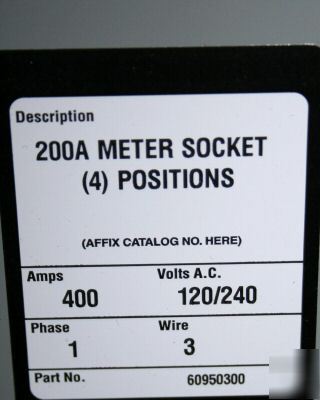 Description
200A METER SOCKET
(4) POSITIONS
(AFFIX CATALOG NO. HERE)
Amps Volts A.C.
400 120/240
Phase Wire
1 3
Part No. 60950300